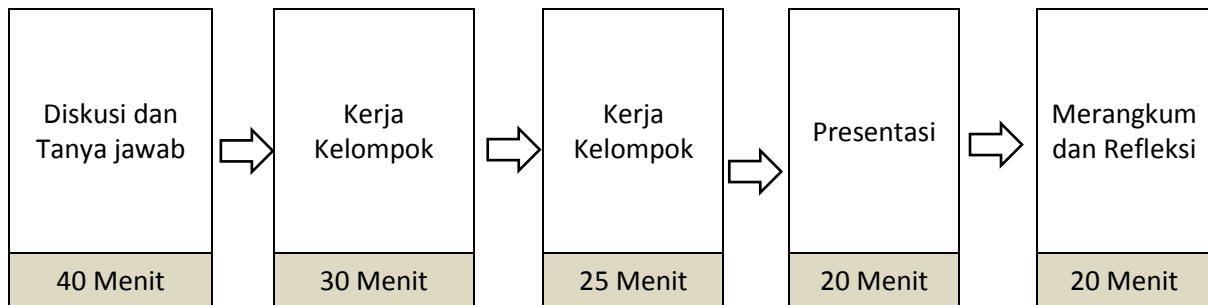 Diskusi dan
Tanya jawab
40 Menit
Kerja
Kelompok
30 Menit
Kerja
Kelompok
25 Menit
Presentasi
20 Menit
Merangkum
dan Refleksi
20 Menit